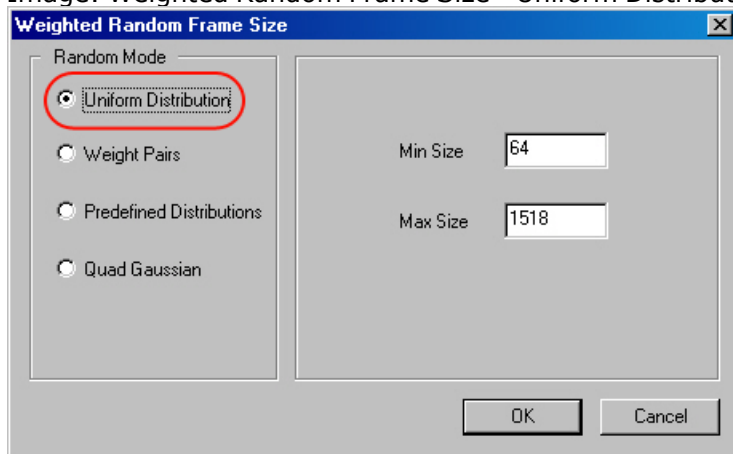 Weighted Random Frame Size
Random Mode
Uniform Distribution
Weight Pairs
Predefined Distributions
Quad Gaussian
Min Size 64
Max Size 1518
OK Cancel